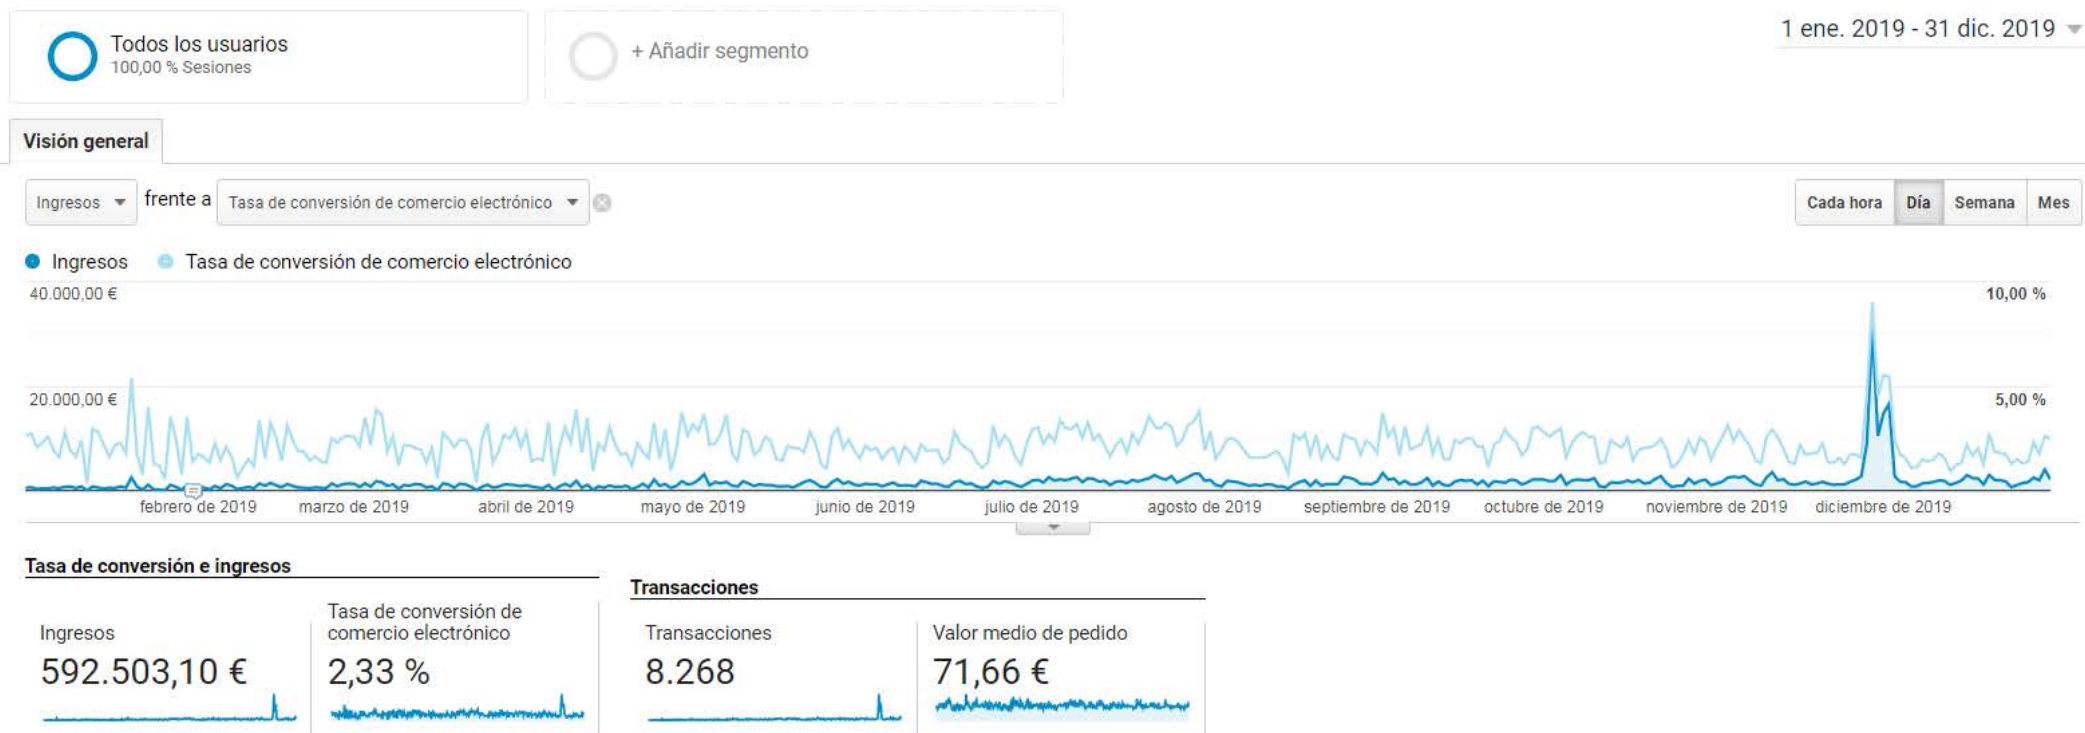 Todos los usuarios
100,00 % Sesiones
+ Añadir segmento
1 ene. 2019 - 31 dic. 2019
Visión general
Ingresos frente a Tasa de conversión de comercio electrónico
Cada hora Día Semana Mes
Ingresos Tasa de conversión de comercio electrónico
40.000,00 € 10,00 %
20.000,00 € 5,00 %
febrero de 2019 marzo de 2019 abril de 2019 mayo de 2019 junio de 2019 julio de 2019 agosto de 2019 septiembre de 2019 octubre de 2019 noviembre de 2019 diciembre de 2019
Tasa de conversión e ingresos
Ingresos
592.503,10 €
Tasa de conversión de
comercio electrónico
2,33 %
Transacciones
Transacciones
8.268
Valor medio de pedido
71,66 €